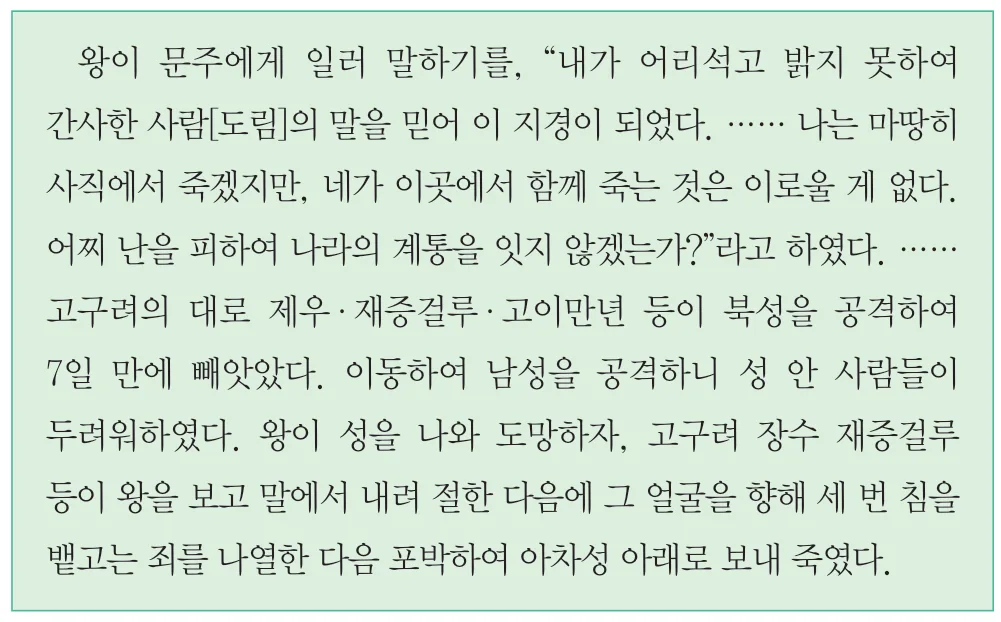 왕이 문주에게 일러 말하기를, “내가 어리석고 밝지 못하여
간사한 사람[도림]의 말을 믿어 이 지경이 되었다. …… 나는 마땅히
사직에서 죽겠지만, 네가 이곳에서 함께 죽는 것은 이로울 게 없다.
어찌 난을 피하여 나라의 계통을 잇지 않겠는가?”라고 하였다. ……
고구려의 대로 제우·재증걸루·고이만년 등이 북성을 공격하여
7일 만에 빼앗았다. 이동하여 남성을 공격하니 성 안 사람들이
두려워하였다. 왕이 성을 나와 도망하자, 고구려 장수 재증걸루
등이 왕을 보고 말에서 내려 절한 다음에 그 얼굴을 향해 세 번 침을
뱉고는 죄를 나열한 다음 포박하여 아차성 아래로 보내 죽였다.